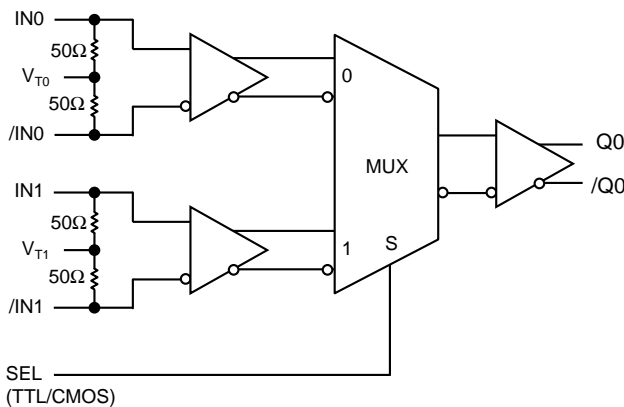 IN0
50Ω
VT0
50Ω
/IN0
0
MUX
Q0
/Q0
IN1
50Ω
VT1
50Ω
/IN1
1
S
SEL
(TTL/CMOS)